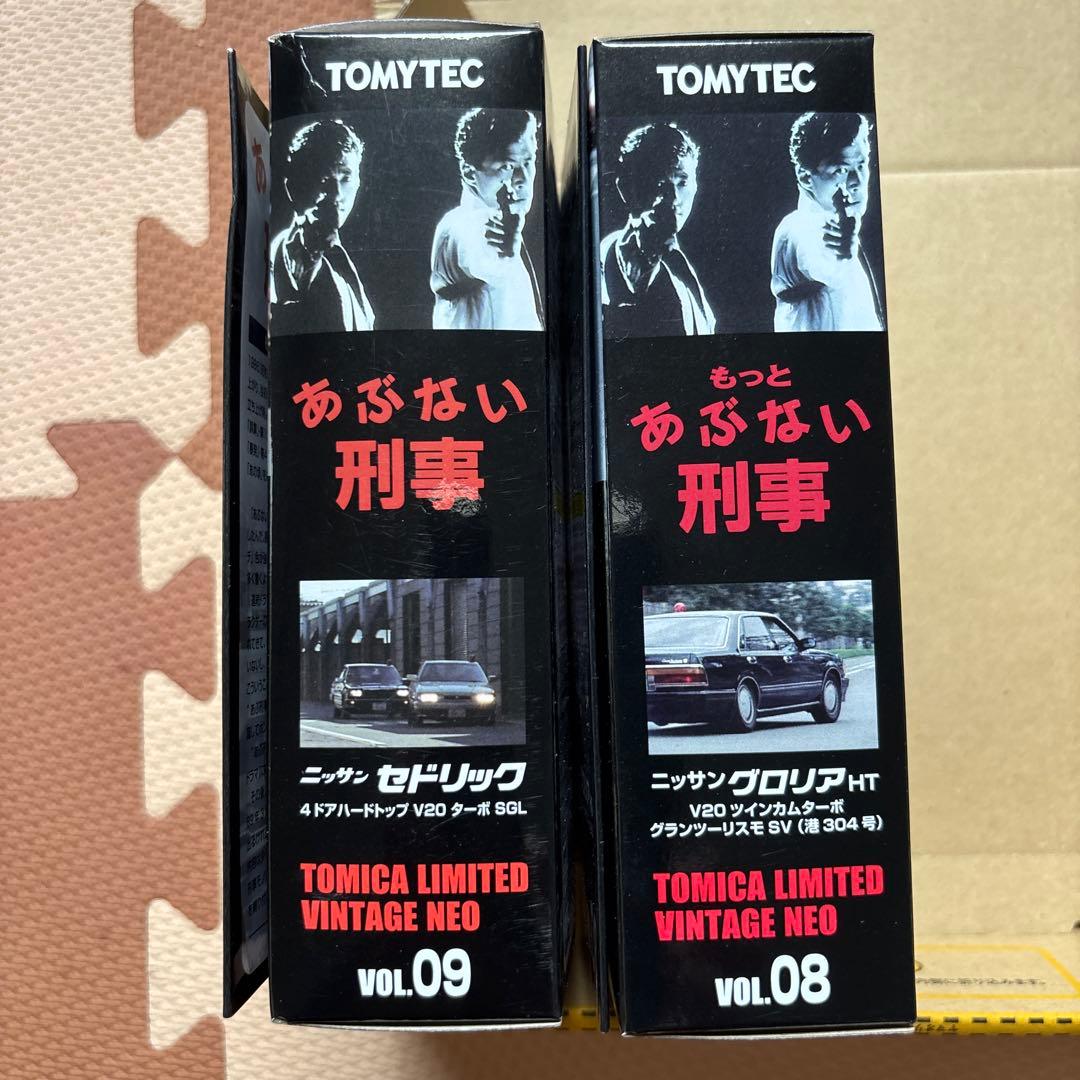 TOMYTEC
あぶない
刑事
ニッサン セドリック
4ドアハードトップ V20 ターボ SGL
TOMICA LIMITED
VINTAGE NEO
VOL.09
TOMYTEC
もっと
あぶない
刑事
ニッサン グロリア HT
V20 ツインカムターボ
グランツーリスモ SV (港304号)
TOMICA LIMITED
VINTAGE NEO
VOL.08